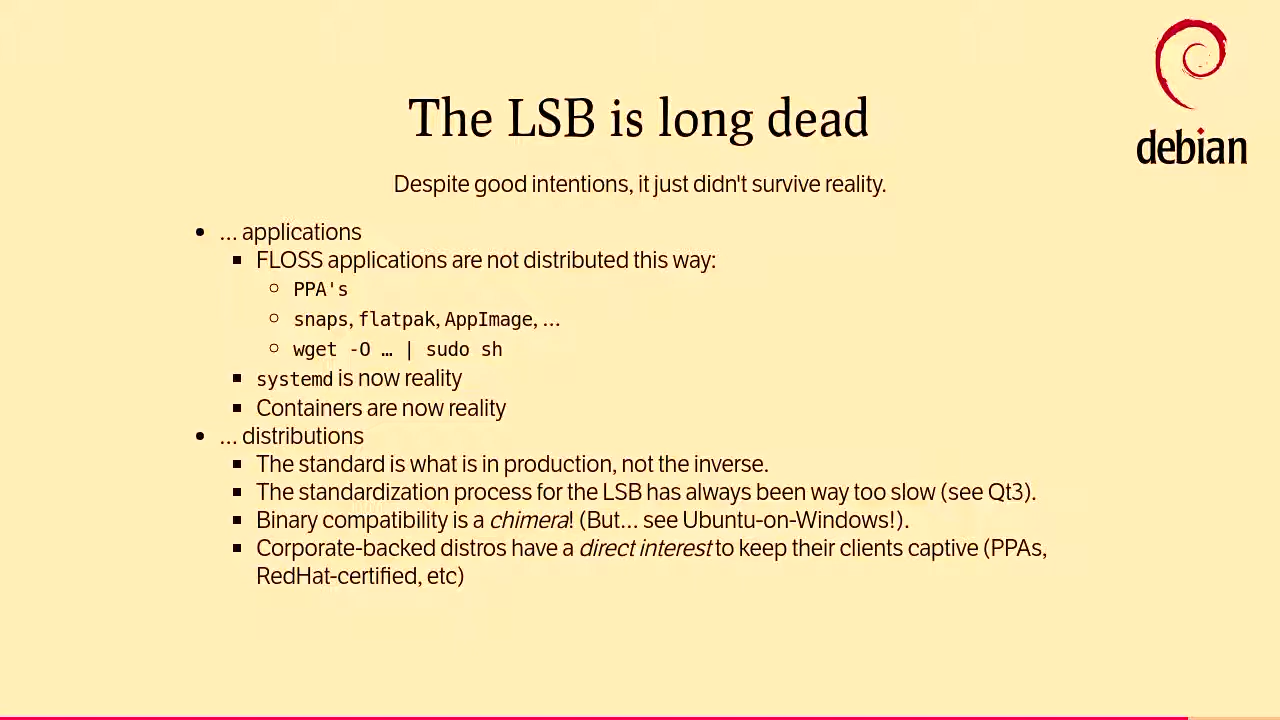 The LSB is long dead
debian
Despite good intentions, it just didn't survive reality.
… applications
FLOSS applications are not distributed this way:
PPA's
snaps, flatpak, AppImage, …
wget -O … | sudo sh
systemd is now reality
Containers are now reality
… distributions
The standard is what is in production, not the inverse.
The standardization process for the LSB has always been way too slow (see Qt3).
Binary compatibility is a chimera! (But… see Ubuntu-on-Windows!).
Corporate-backed distros have a direct interest to keep their clients captive (PPAs,
RedHat-certified, etc)